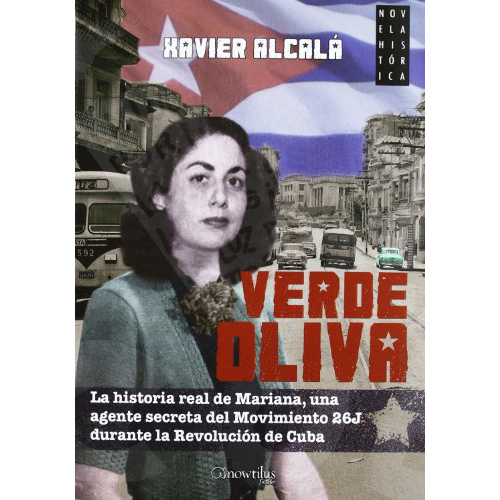 XAVIER ALCALÁ
NOVELA
HISTÓRICA
592
VERDE
OLIVA
La historia real de Mariana, una
agente secreta del Movimiento 26J
durante la Revolución de Cuba
nowtilus